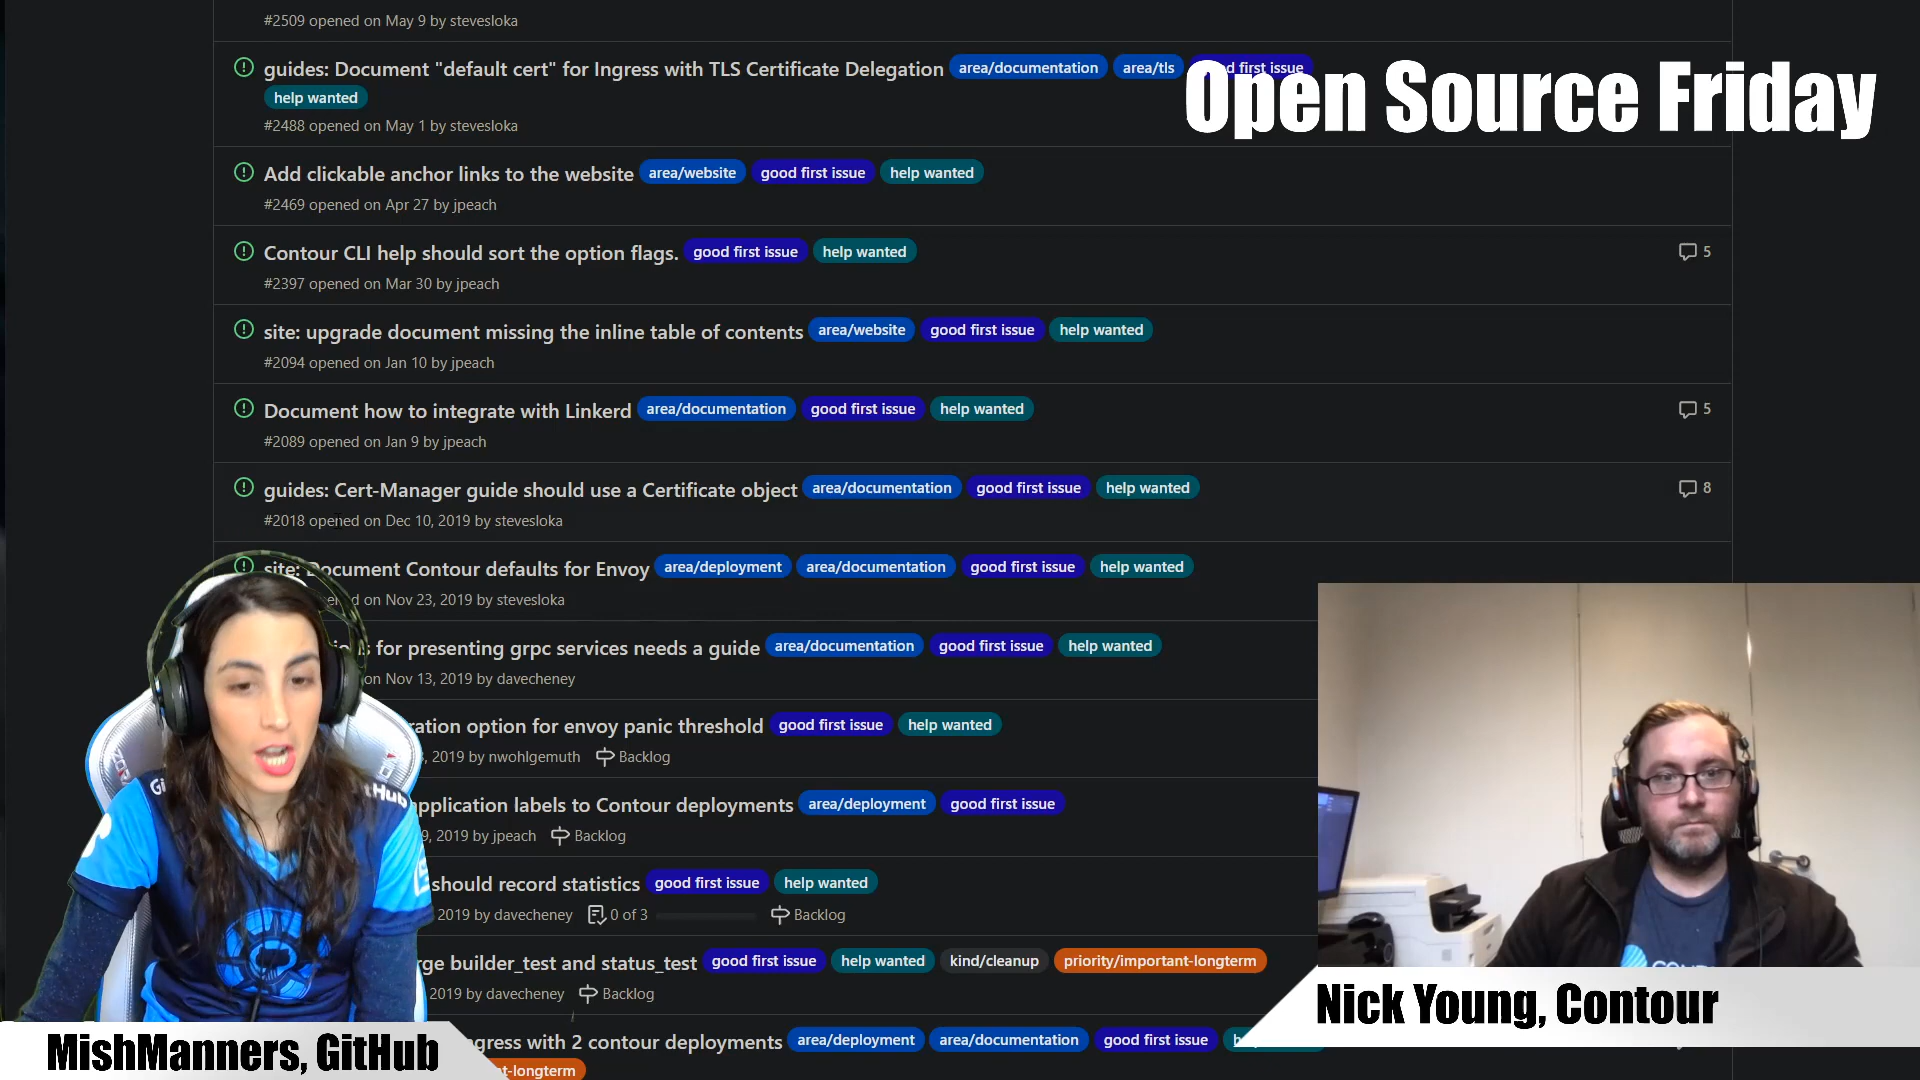 #2509 opened on May 9 by stevesloka
guides: Document "default cert" for Ingress with TLS Certificate Delegation area/documentation area/tls first issue
help wanted
#2488 opened on May 1 by stevesloka
Open Source Friday
Add clickable anchor links to the website area/website good first issue help wanted
#2469 opened on Apr 27 by jpeach
Contour CLI help should sort the option flags. good first issue help wanted 5
#2397 opened on Mar 30 by jpeach
site: upgrade document missing the inline table of contents area/website good first issue help wanted
#2094 opened on Jan 10 by jpeach
Document how to integrate with Linkerd area/documentation good first issue help wanted 5
#2089 opened on Jan 9 by jpeach
guides: Cert-Manager guide should use a Certificate object area/documentation good first issue help wanted 8
#2018 opened on Dec 10, 2019 by stevesloka
site: Document Contour defaults for Envoy area/deployment area/documentation good first issue help wanted
on Nov 23, 2019 by stevesloka
for presenting grpc services needs a guide area/documentation good first issue help wanted
on Nov 13, 2019 by davecheney
option for envoy panic threshold good first issue help wanted
, 2019 by nwohlgemuth Backlog
application labels to Contour deployments area/deployment good first issue
9, 2019 by jpeach Backlog
should record statistics good first issue help wanted
2019 by davecheney 0 of 3 Backlog
builder_test and status_test good first issue help wanted kind/cleanup priority/important-longterm
2019 by davecheney Backlog
ngress with 2 contour deployments area/deployment area/documentation good first issue
t-longterm
GitHub
MishManners, GitHub
Nick Young, Contour